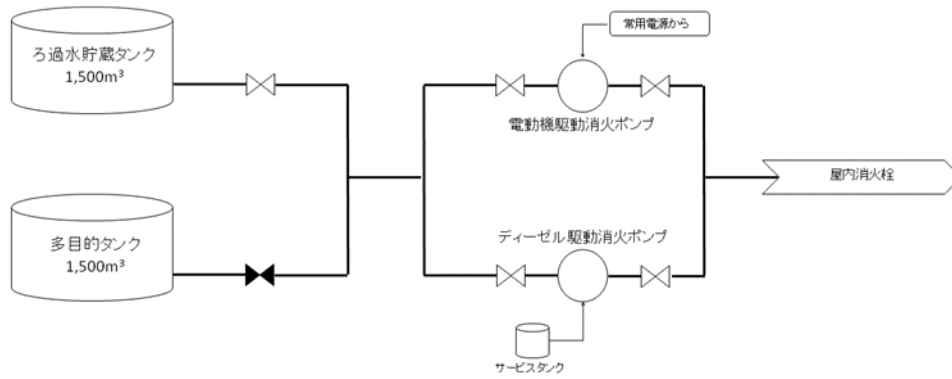 常用電源から
ろ過水貯蔵タンク
1,500m³
電動機駆動消火ポンプ
屋内消火栓
多目的タンク
1,500m³
ディーゼル駆動消火ポンプ
サービスタンク